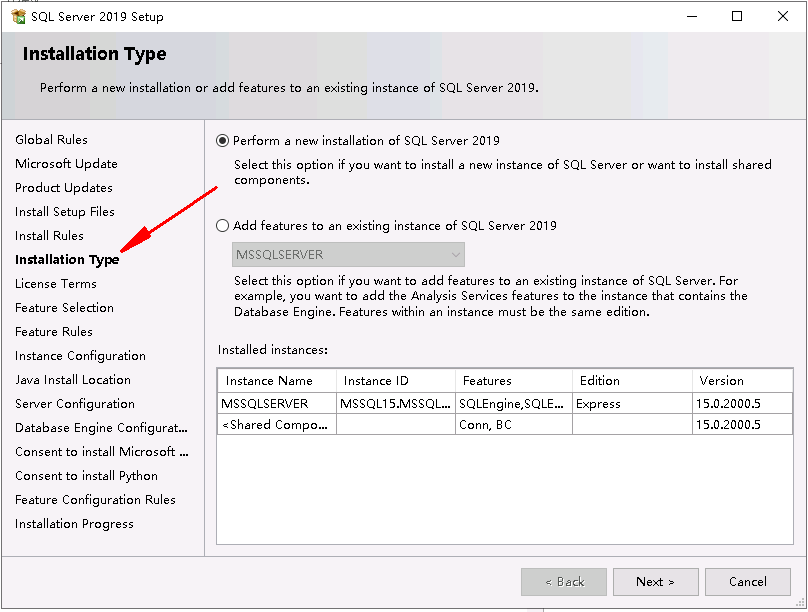 SQL Server 2019 Setup
Installation Type
Perform a new installation or add features to an existing instance of SQL Server 2019.
Global Rules
Microsoft Update
Product Updates
Install Setup Files
Install Rules
Installation Type
License Terms
Feature Selection
Feature Rules
Instance Configuration
Java Install Location
Server Configuration
Database Engine Configurat...
Consent to install Microsoft ...
Consent to install Python
Feature Configuration Rules
Installation Progress
Perform a new installation of SQL Server 2019
Select this option if you want to install a new instance of SQL Server or want to install shared
components.
Add features to an existing instance of SQL Server 2019
MSSQLSERVER
Select this option if you want to add features to an existing instance of SQL Server. For
example, you want to add the Analysis Services features to the instance that contains the
Database Engine. Features within an instance must be the same edition.
Installed instances:
Instance Name Instance ID Features Edition Version
MSSQLSERVER MSSQL15.MSSQL... SQLEngine,SQLE... Express 15.0.2000.5
<Shared Compo... Conn, BC 15.0.2000.5
< Back Next > Cancel